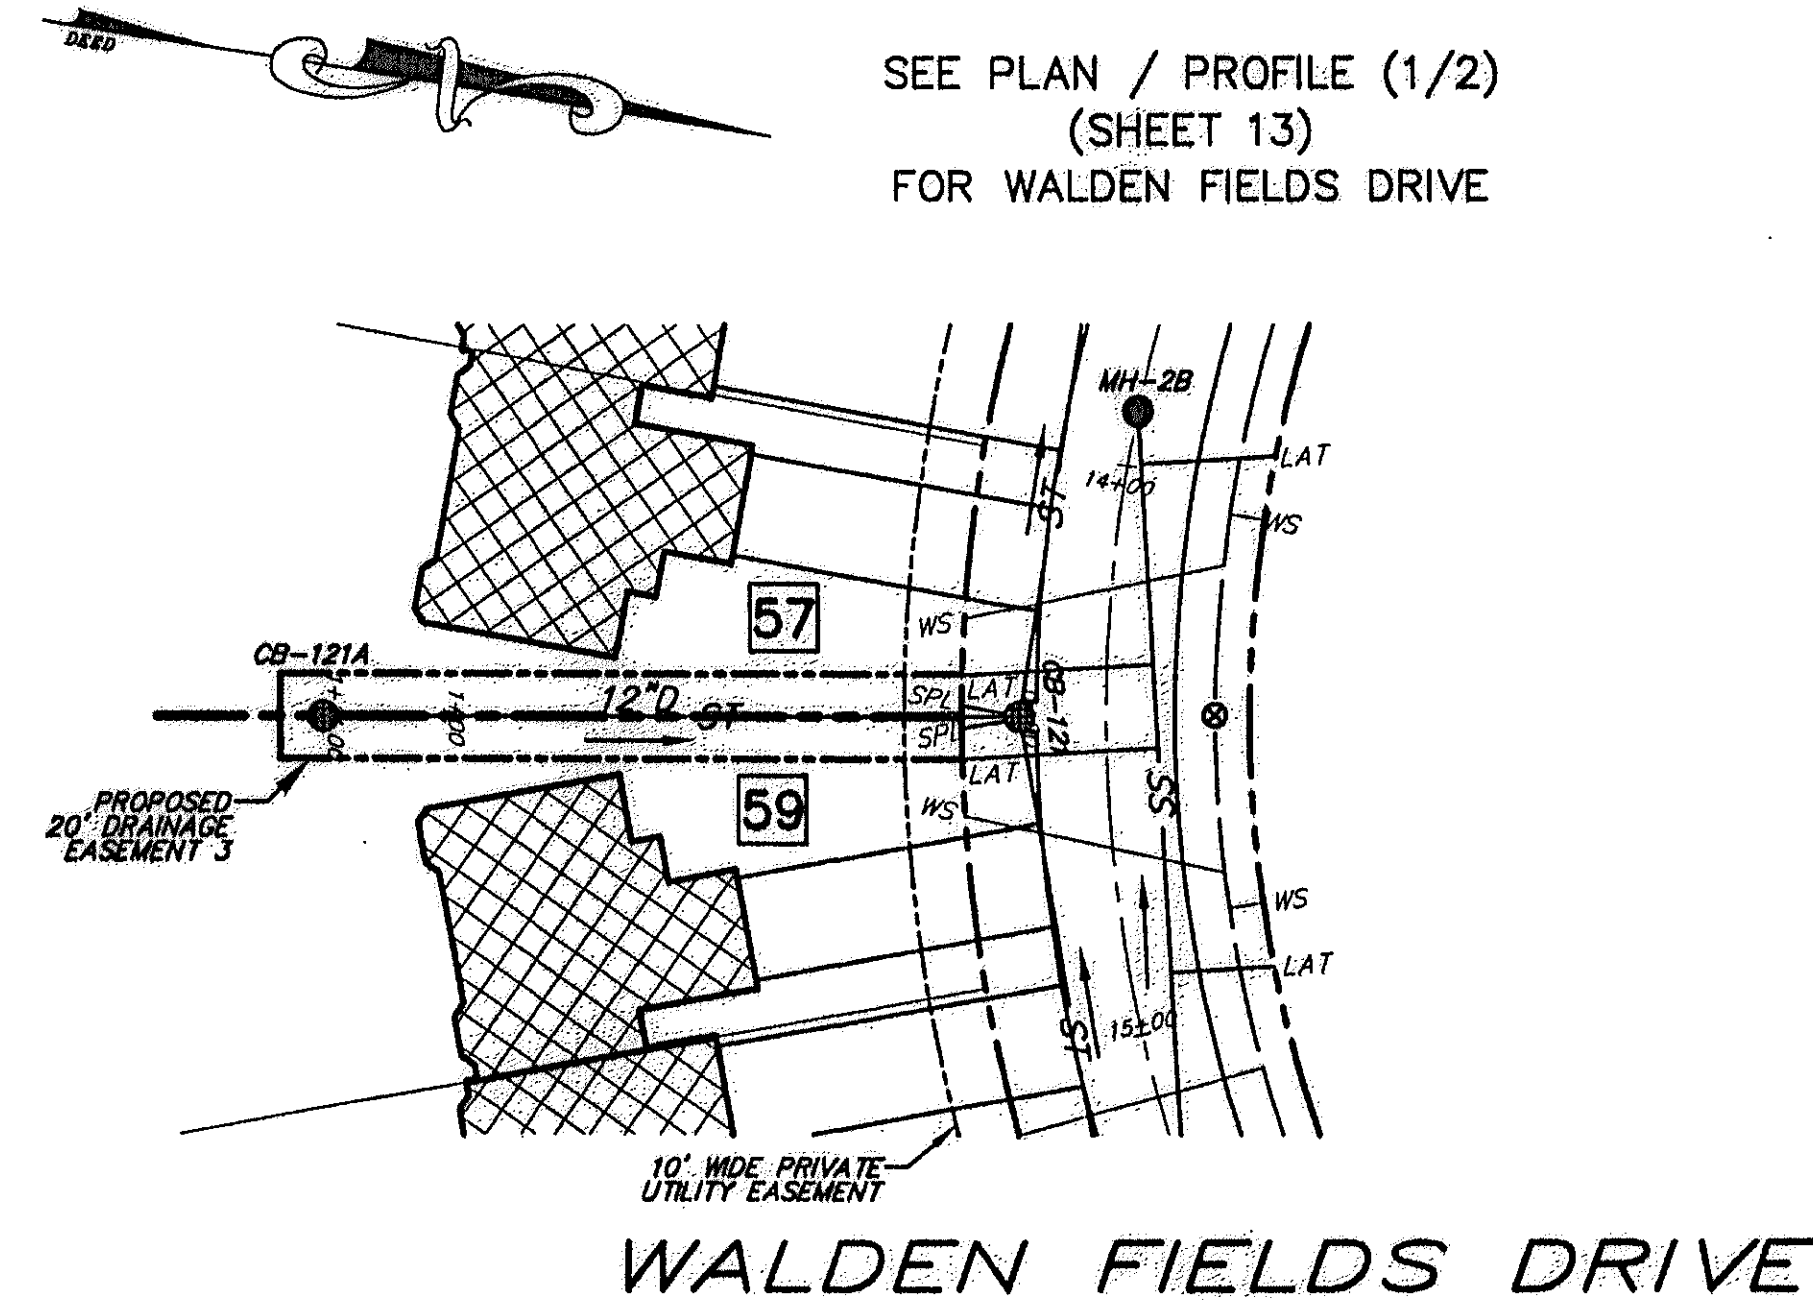 DEED
SEE PLAN / PROFILE (1/2)
(SHEET 13)
FOR WALDEN FIELDS DRIVE
MH-2B
14+00
LAT
WS
ST
57
WS
CB-121A
1+00
12"D
ST
SPL
LAT
CB-121
SPL
LAT
59
WS
SS
PROPOSED
20' DRAINAGE
EASEMENT 3
WS
LAT
ST
15+00
10' WIDE PRIVATE
UTILITY EASEMENT
WALDEN FIELDS DRIVE